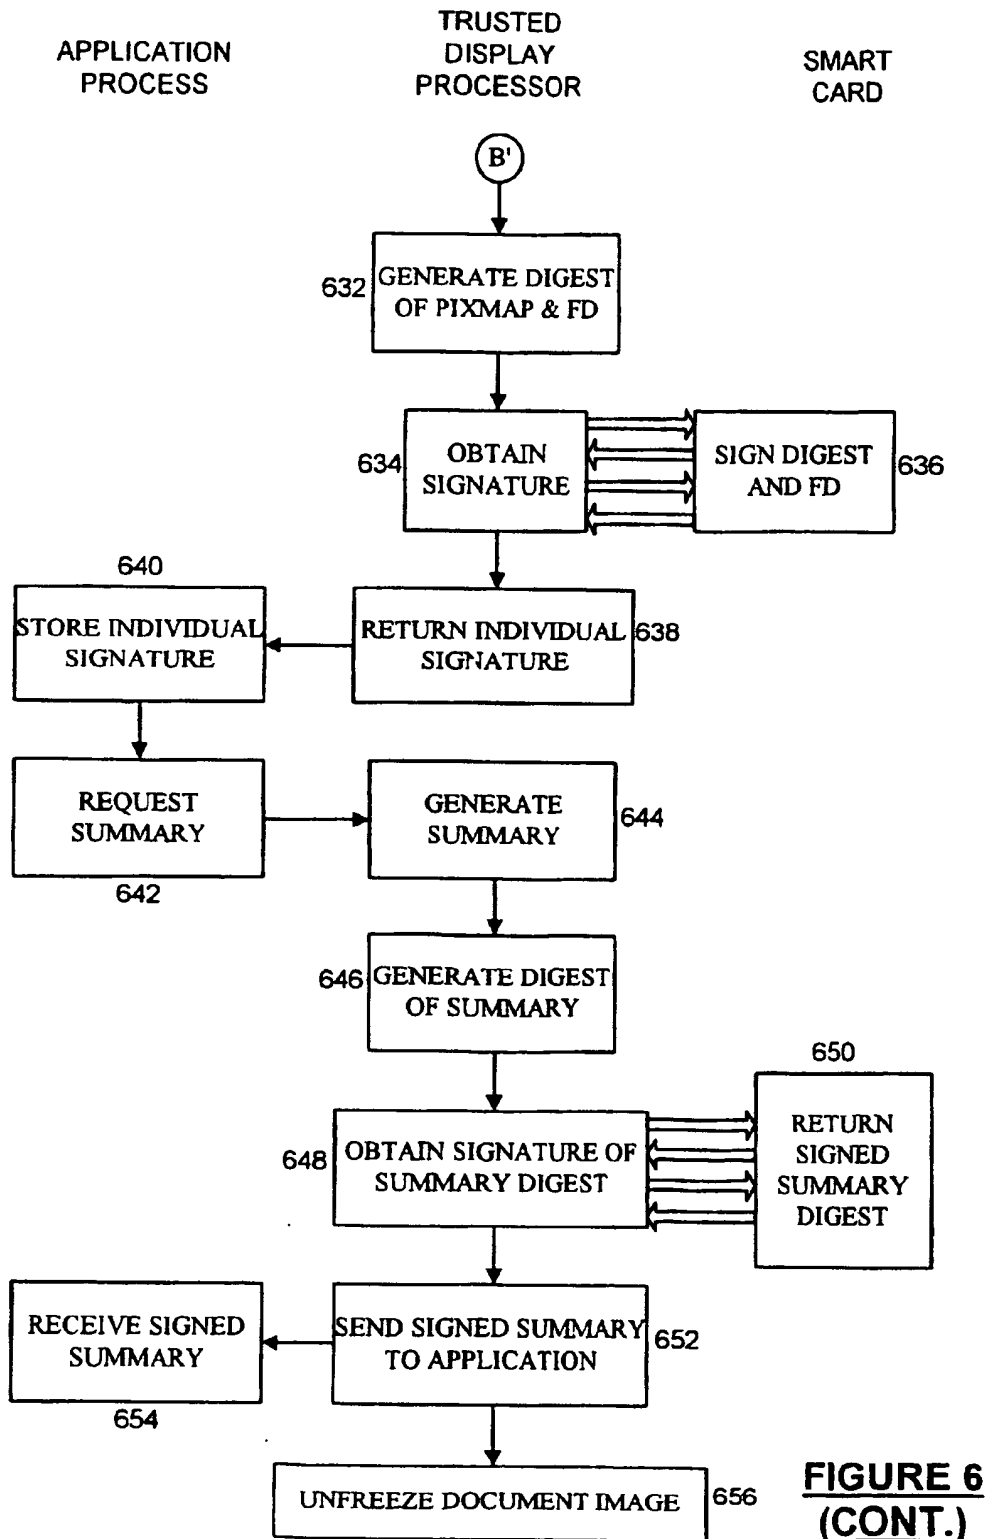 APPLICATION
PROCESS
TRUSTED
DISPLAY
PROCESSOR
SMART
CARD
B'
632
GENERATE DIGEST
OF PIXMAP & FD
634
OBTAIN
SIGNATURE
SIGN DIGEST
AND FD
636
640
STORE INDIVIDUAL
SIGNATURE
RETURN INDIVIDUAL
SIGNATURE
638
REQUEST
SUMMARY
642
GENERATE
SUMMARY
644
646
GENERATE DIGEST
OF SUMMARY
648
OBTAIN SIGNATURE OF
SUMMARY DIGEST
650
RETURN
SIGNED
SUMMARY
DIGEST
RECEIVE SIGNED
SUMMARY
654
SEND SIGNED SUMMARY
TO APPLICATION
652
UNFREEZE DOCUMENT IMAGE
656
FIGURE 6
(CONT.)